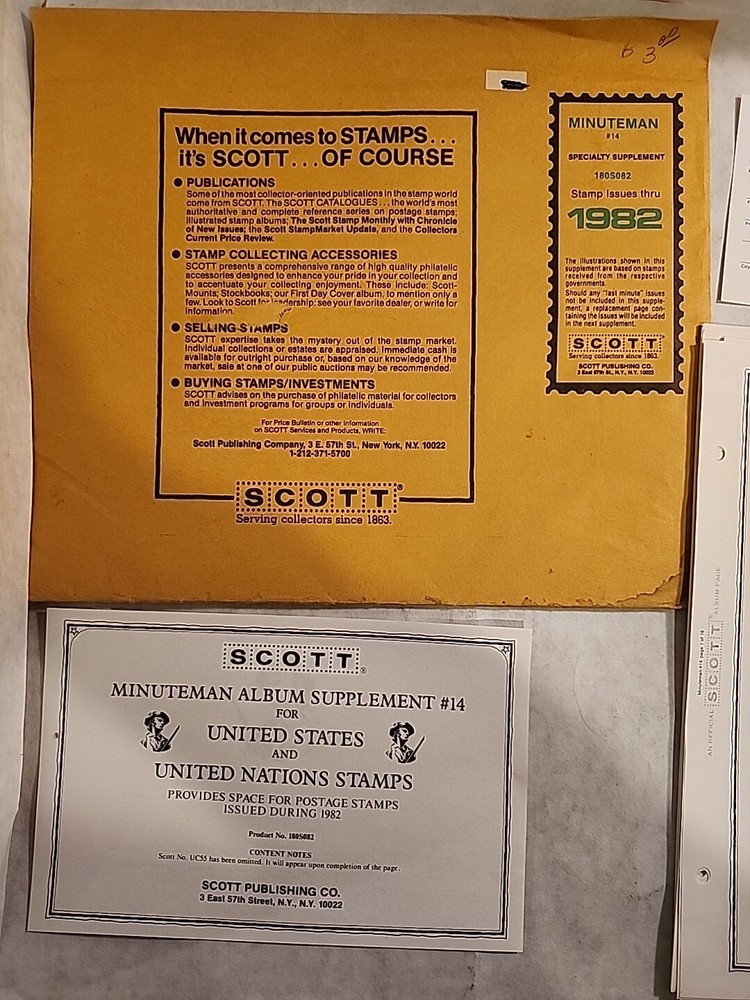 6 3.00
When it comes to STAMPS...
it's SCOTT...OF COURSE
● PUBLICATIONS
Some of the most collector-oriented publications in the stamp world
come from SCOTT. The SCOTT CATALOGUES...the world's most
authoritative and complete reference series on postage stamps;
illustrated stamp albums; The Scott Stamp Monthly with Chronicle
of New Issues; the Scott StampMarket Update, and the Collectors
Current Price Review.
● STAMP COLLECTING ACCESSORIES
SCOTT presents a comprehensive range of high quality philatelic
accessories designed to enhance your pride in your collection and
to accentuate your collecting enjoyment. These include: Scott-
Mounts; Stockbooks; our First Day Cover album, to mention only a
few. Look to Scott for leadership: see your favorite dealer, or write for
information.
● SELLING STAMPS
SCOTT expertise takes the mystery out of the stamp market.
Individual collections or estates are appraised. Immediate cash is
available for outright purchase or, based on our knowledge of the
market, sale at one of our public auctions may be recommended.
● BUYING STAMPS/INVESTMENTS
SCOTT advises on the purchase of philatelic material for collectors
and investment programs for groups or individuals.
For Price Bulletin or other information
on SCOTT Services and Products, WRITE:
Scott Publishing Company, 3 E. 57th St., New York, N.Y. 10022
1-212-371-5700
SCOTT®
Serving collectors since 1863.
MINUTEMAN
#14
SPECIALTY SUPPLEMENT
180S082
Stamp Issues thru
1982
The illustrations shown in this
supplement are based on stamps
received from the respective
governments.
Should any "last minute" issues
not be included in this supple-
ment, a replacement page con-
taining the issues will be included
in the next supplement.
SCOTT
Serving collectors since 1863.
SCOTT PUBLISHING CO.
3 East 57th St., N.Y., N.Y. 10022
SCOTT®
MINUTEMAN ALBUM SUPPLEMENT #14
FOR
UNITED STATES
AND
UNITED NATIONS STAMPS
PROVIDES SPACE FOR POSTAGE STAMPS
ISSUED DURING 1982
Product No. 180S082
CONTENT NOTES
Scott No. UC55 has been omitted. It will appear upon completion of the page.
SCOTT PUBLISHING CO.
3 East 57th Street, N.Y., N.Y. 10022
Minuteman #14 page 1 of 16
AN OFFICIAL SCOTT® ALBUM PAGE